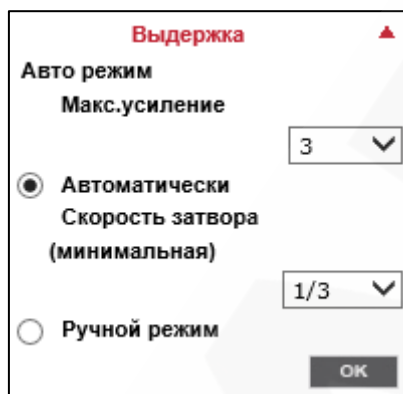 Выдержка
Авто режим
Макс.усиление
3
Автоматически
Скорость затвора
(минимальная)
1/3
Ручной режим
OK